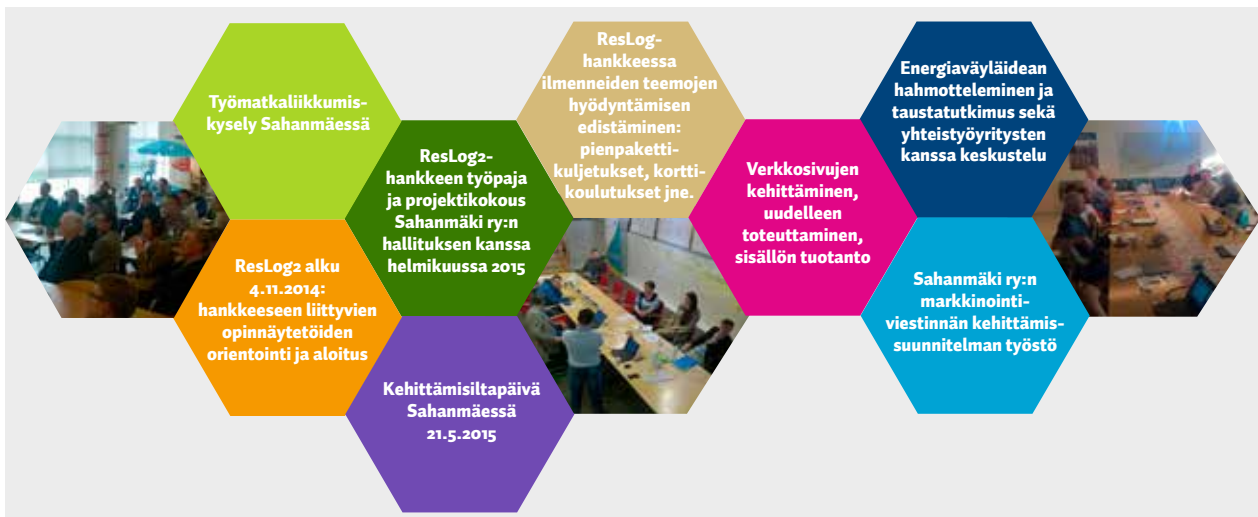 Työmatkaliikkumis-
kysely Sahanmäessä
ResLog2 alku
4.11.2014:
hankkeeseen liittyvien
opinnäytetöiden
orientointi ja aloitus
ResLog2-
hankkeen työpaja
ja projektikokous
Sahanmäki ry:n
hallituksen kanssa
helmikuussa 2015
Kehittämisiltapäivä
Sahanmäessä
21.5.2015
ResLog-
hankkeessa
ilmenneiden teemojen
hyödyntämisen
edistäminen:
pienpaketti-
kuljetukset, kortti-
koulutukset jne.
Verkkosivujen
kehittäminen,
uudelleen
toteuttaminen,
sisällön tuotanto
Energiaväyläidean
hahmotteleminen ja
taustatutkimus sekä
yhteistyöyritysten
kanssa keskustelu
Sahanmäki ry:n
markkinointi-
viestinnän kehittämis-
suunnitelman työstö